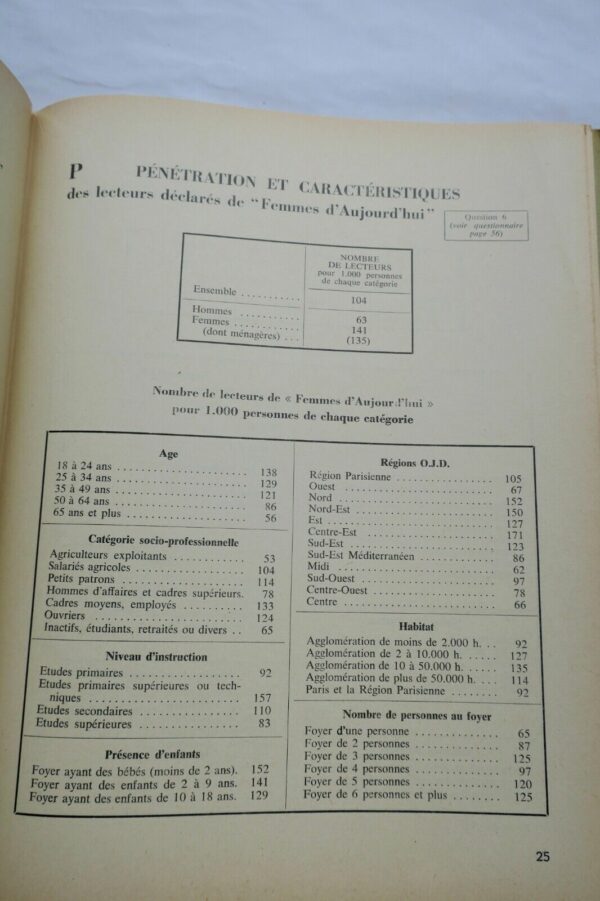 P
PÉNÉTRATION ET CARACTÉRISTIQUES
des lecteurs déclarés de "Femmes d'Aujourd'hui"
Question 6
(voir questionnaire
page 56)
NOMBRE
DE LECTEURS
pour 1.000 personnes
de chaque catégorie
Ensemble ........... 104
Hommes ........... 63
Femmes ............ 141
(dont ménagères) ... (135)
Nombre de lecteurs de « Femmes d'Aujourd'hui »
pour 1.000 personnes de chaque catégorie
Age
18 à 24 ans ...................... 138
25 à 34 ans ...................... 129
35 à 49 ans ...................... 121
50 à 64 ans ...................... 86
65 ans et plus ................... 56
Catégorie socio-professionnelle
Agriculteurs exploitants ............ 53
Salariés agricoles .................. 104
Petits patrons ...................... 114
Hommes d'affaires et cadres supérieurs. 78
Cadres moyens, employés ............ 133
Ouvriers ........................... 124
Inactifs, étudiants, retraités ou divers .. 65
Niveau d'instruction
Etudes primaires ................... 92
Etudes primaires supérieures ou tech-
niques ........................... 157
Etudes secondaires ................. 110
Etudes supérieures ................. 83
Présence d'enfants
Foyer ayant des bébés (moins de 2 ans). 152
Foyer ayant des enfants de 2 à 9 ans. 141
Foyer ayant des enfants de 10 à 18 ans. 129
Régions O.J.D.
Région Parisienne .................. 105
Ouest .............................. 67
Nord ............................... 152
Nord-Est ........................... 150
Est ................................ 127
Centre-Est ......................... 171
Sud-Est ............................ 123
Sud-Est Méditerranéen .............. 86
Midi ............................... 62
Sud-Ouest .......................... 97
Centre-Ouest ....................... 78
Centre ............................. 66
Habitat
Agglomération de moins de 2.000 h. .. 92
Agglomération de 2 à 10.000 h. ..... 127
Agglomération de 10 à 50.000 h. .... 135
Agglomération de plus de 50.000 h. .. 114
Paris et la Région Parisienne ........ 92
Nombre de personnes au foyer
Foyer d'une personne ............... 65
Foyer de 2 personnes ............... 87
Foyer de 3 personnes ............... 125
Foyer de 4 personnes ............... 97
Foyer de 5 personnes ............... 120
Foyer de 6 personnes et plus ........ 125
25